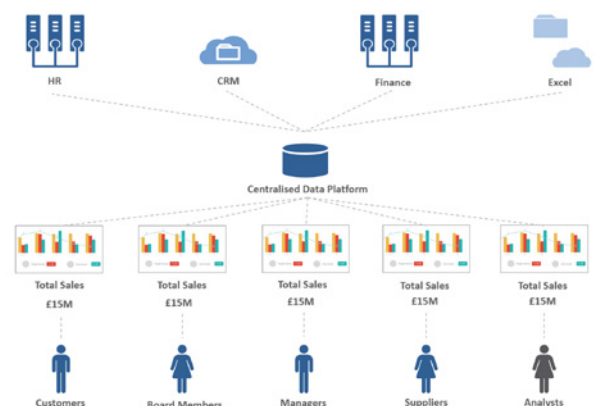 HR
CRM
Finance
Excel
Centralised Data Platform
Total Sales
Total Sales
Total Sales
Total Sales
Total Sales
£15M
£15M
£15M
£15M
£15M
Customers
Board Members
Managers
Suppliers
Analysts